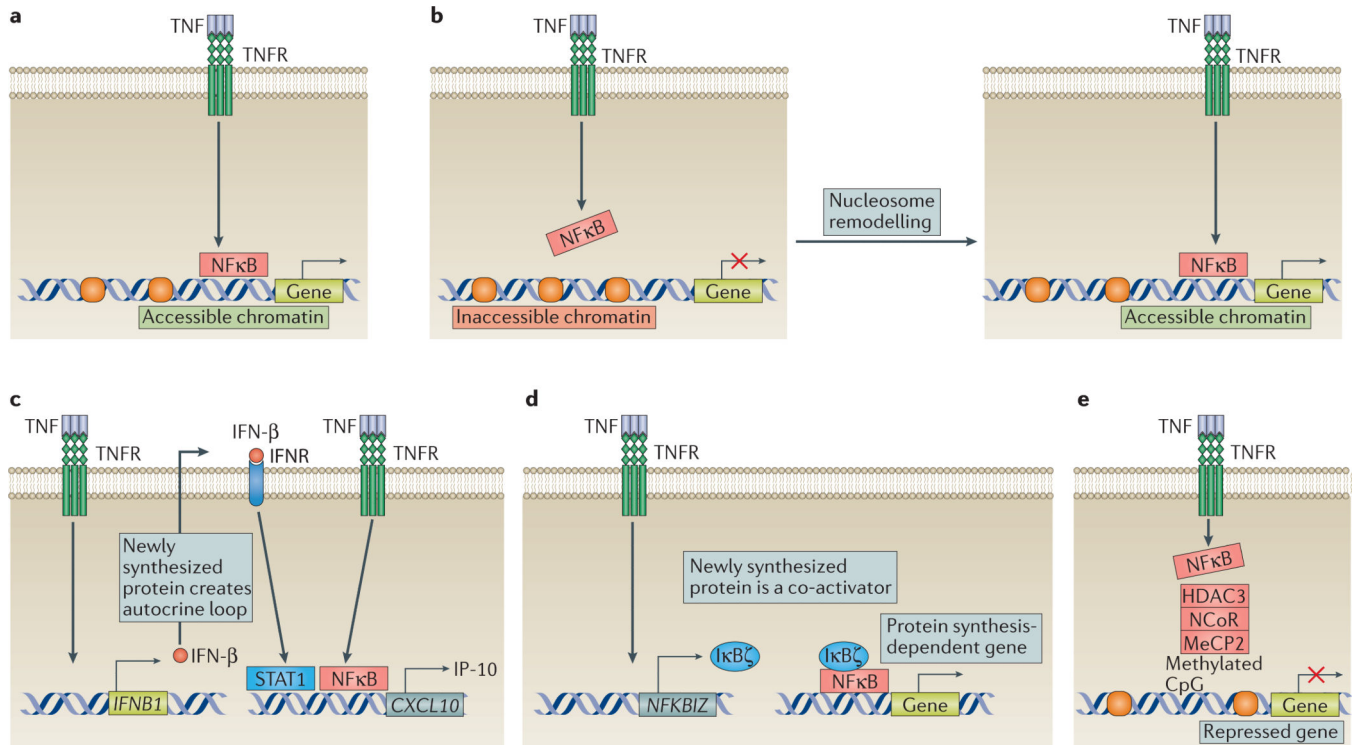 a
TNF
TNFR
NFκB
Gene
Accessible chromatin
b
TNF
TNFR
NFκB
Gene
Inaccessible chromatin
Nucleosome
remodelling
TNF
TNFR
NFκB
Gene
Accessible chromatin
c
TNF
TNFR
Newly
synthesized
protein creates
autocrine loop
IFN-β
IFNB1
IFN-β
IFNR
TNF
TNFR
STAT1
NFκB
IP-10
CXCL10
d
TNF
TNFR
Newly synthesized
protein is a co-activator
IκBζ
NFKBIZ
Protein synthesis-
dependent gene
IκBζ
NFκB
Gene
e
TNF
TNFR
NFκB
HDAC3
NCoR
MeCP2
Methylated
CpG
Gene
Repressed gene